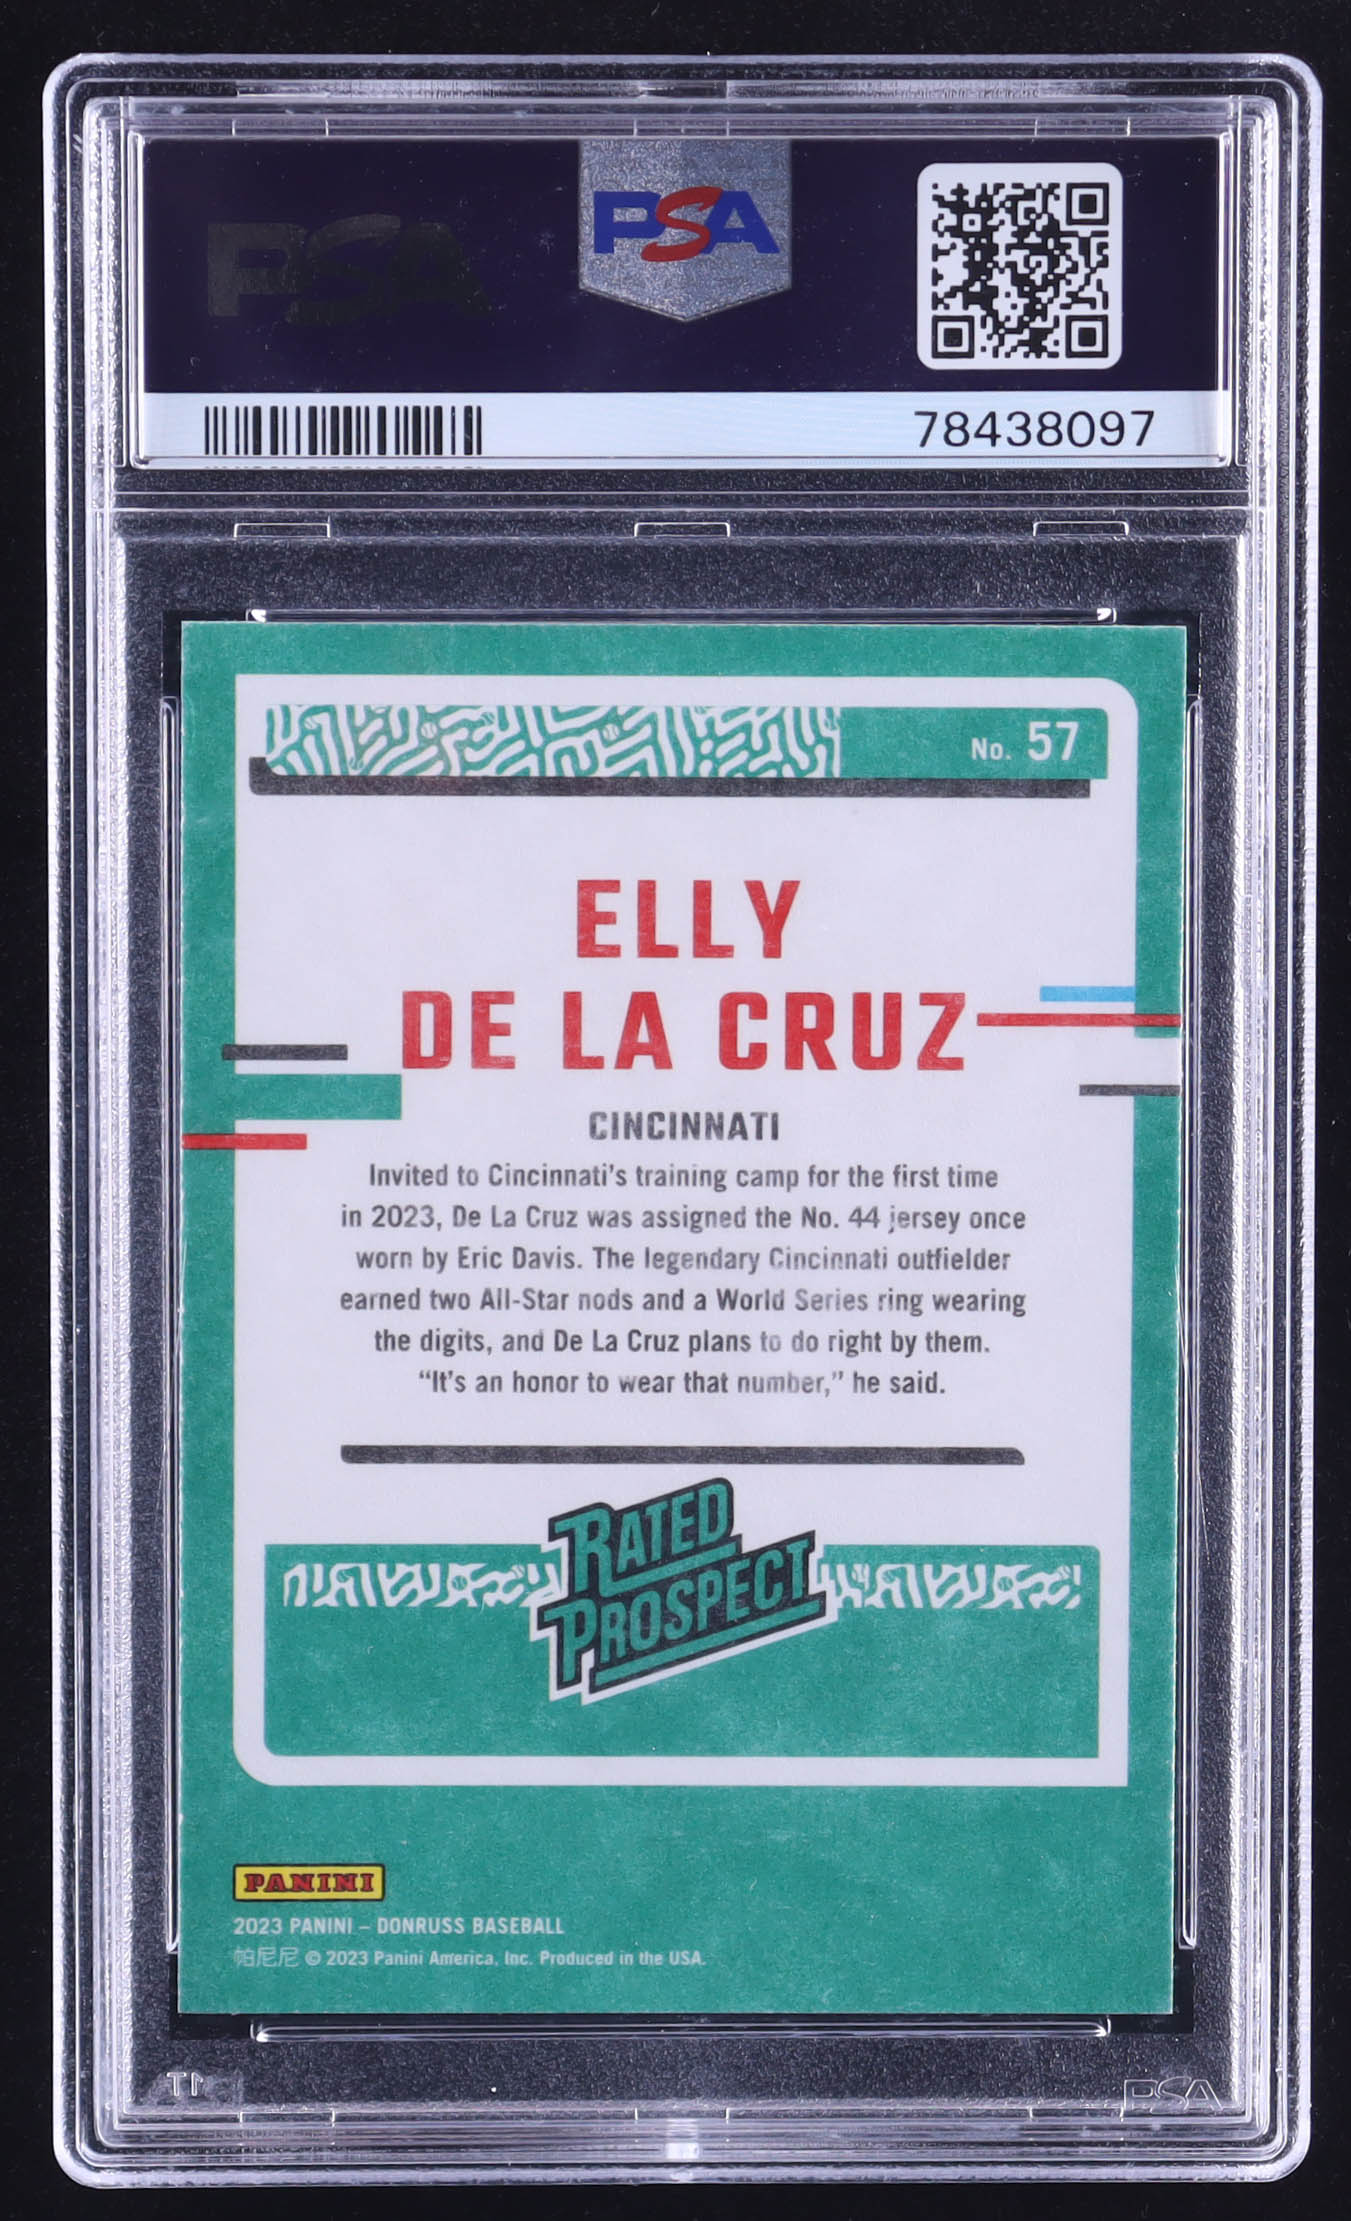 PSA
PSA
78438097
No. 57
ELLY
DE LA CRUZ
CINCINNATI
Invited to Cincinnati's training camp for the first time
in 2023, De La Cruz was assigned the No. 44 jersey once
worn by Eric Davis. The legendary Cincinnati outfielder
earned two All-Star nods and a World Series ring wearing
the digits, and De La Cruz plans to do right by them.
“It's an honor to wear that number,” he said.
RATED
PROSPECT
PANINI
2023 PANINI – DONRUSS BASEBALL
帕尼尼 © 2023 Panini America, Inc. Produced in the USA.
PSA